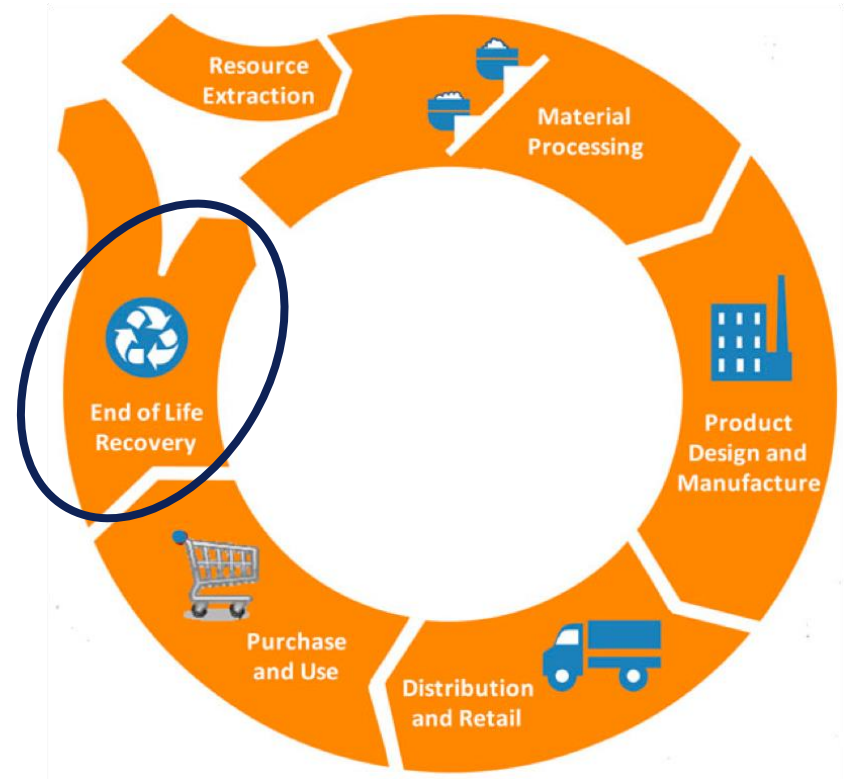 Resource
Extraction
Material
Processing
Product
Design and
Manufacture
Distribution
and Retail
Purchase
and Use
End of Life
Recovery